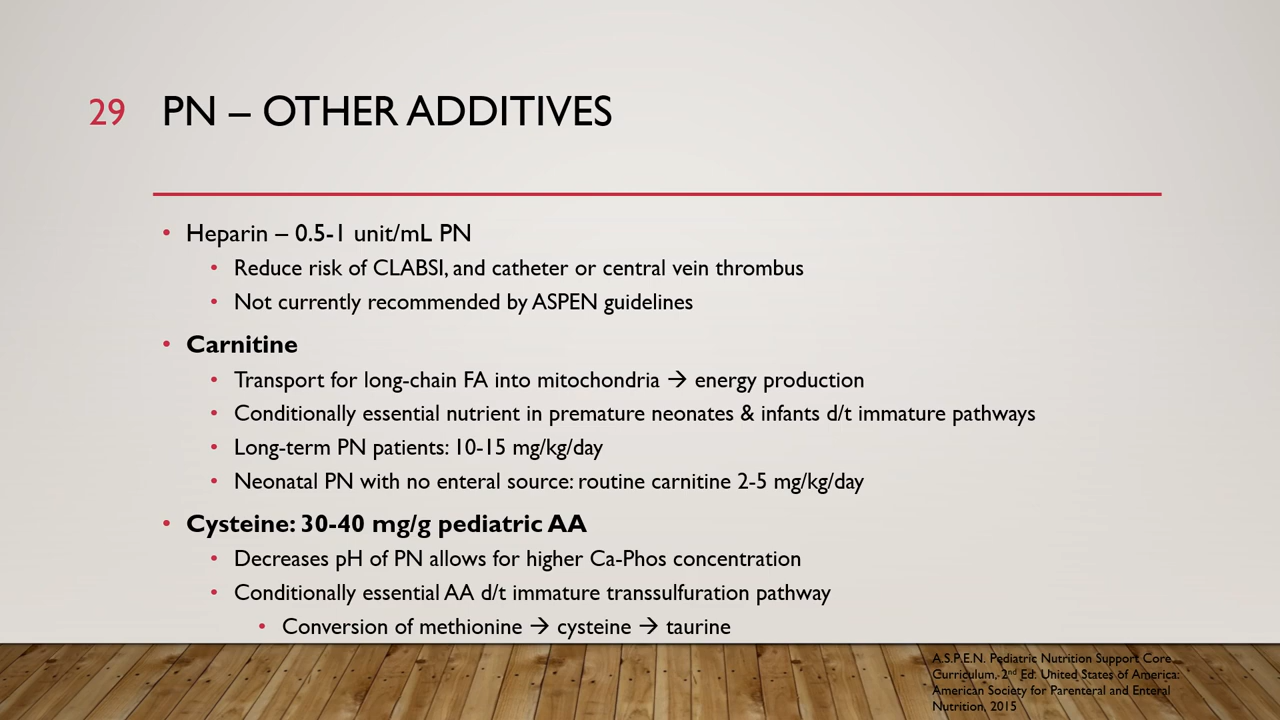 29 PN – OTHER ADDITIVES
• Heparin – 0.5-1 unit/mL PN
• Reduce risk of CLABSI, and catheter or central vein thrombus
• Not currently recommended by ASPEN guidelines
• Carnitine
• Transport for long-chain FA into mitochondria → energy production
• Conditionally essential nutrient in premature neonates & infants d/t immature pathways
• Long-term PN patients: 10-15 mg/kg/day
• Neonatal PN with no enteral source: routine carnitine 2-5 mg/kg/day
• Cysteine: 30-40 mg/g pediatric AA
• Decreases pH of PN allows for higher Ca-Phos concentration
• Conditionally essential AA d/t immature transsulfuration pathway
• Conversion of methionine → cysteine → taurine
A.S.P.E.N. Pediatric Nutrition Support Core
Curriculum, 2nd Ed. United States of America:
American Society for Parenteral and Enteral
Nutrition, 2015